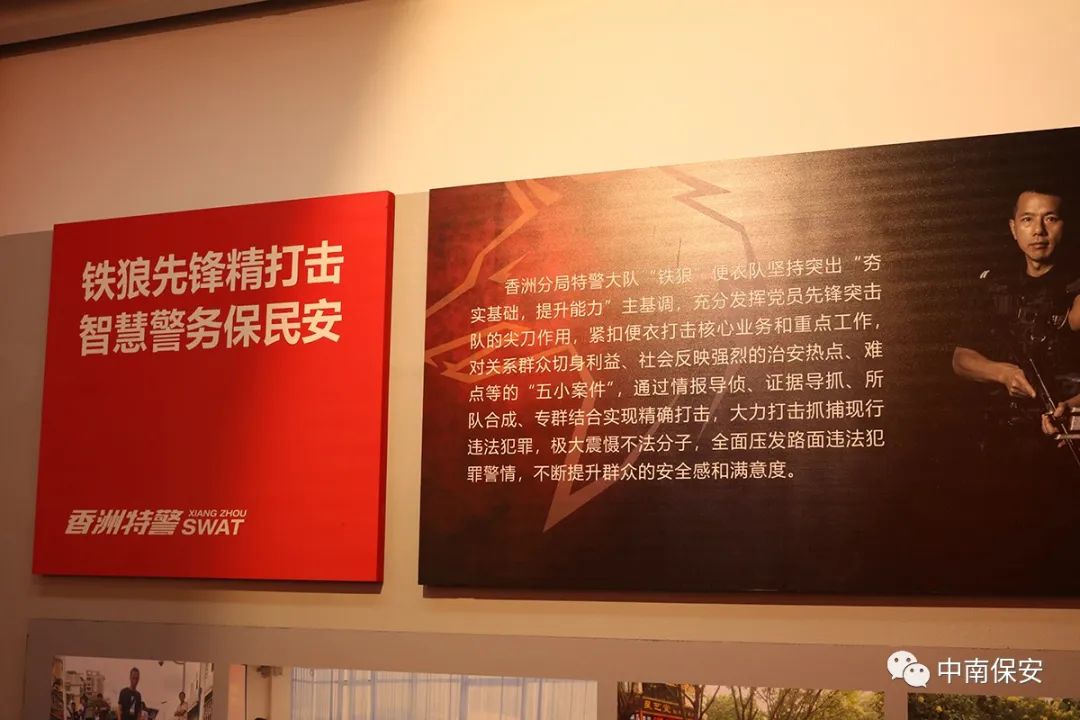 铁狼先锋精打击
智慧警务保民安
香洲特警 XIANG ZHOU SWAT
香洲分局特警大队“铁狼”便衣队坚持突出“夯
实基础，提升能力”主基调，充分发挥党员先锋突击
队的尖刀作用，紧扣便衣打击核心业务和重点工作，
对关系群众切身利益、社会反映强烈的治安热点、难
点等的“五小案件”，通过情报导侦、证据导抓、所
队合成、专群结合实现精确打击，大力打击抓捕现行
违法犯罪，极大震慑不法分子，全面压发路面违法犯
罪警情，不断提升群众的安全感和满意度。
中南保安